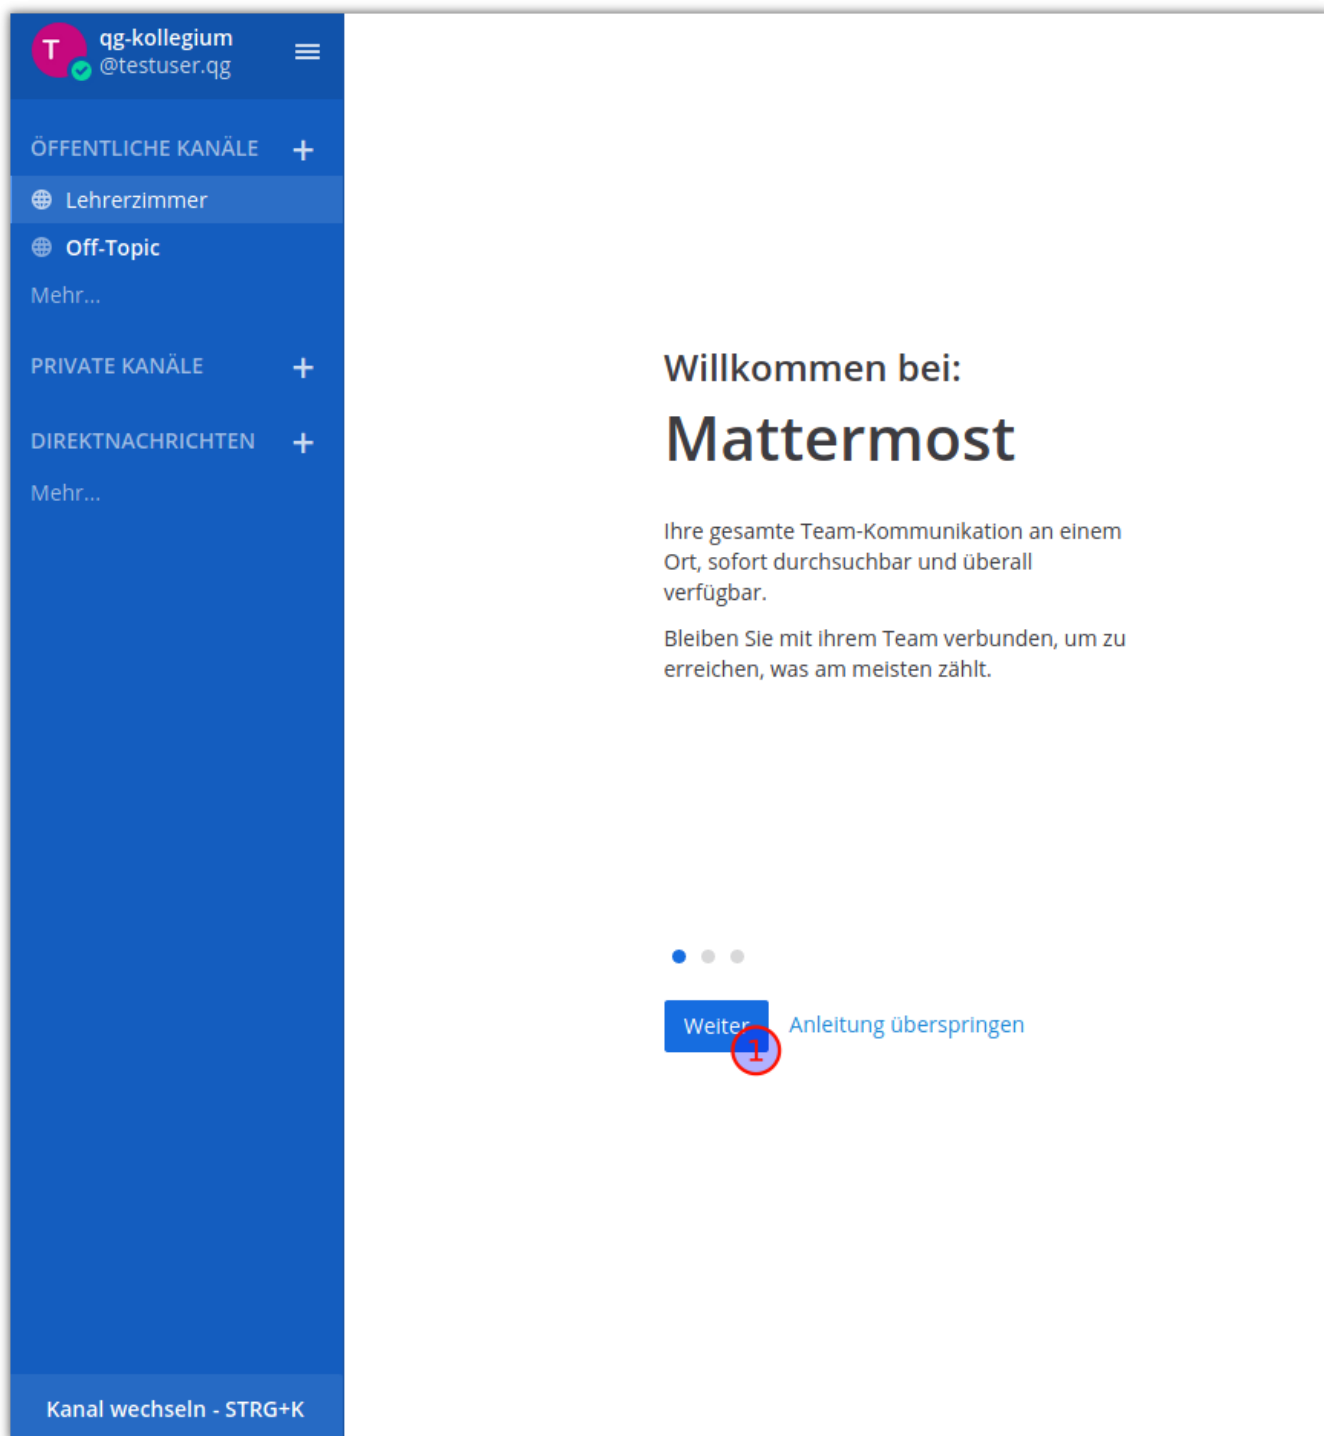 T
qg-kollegium
@testuser.qg
ÖFFENTLICHE KANÄLE +
Lehrerzimmer
Off-Topic
Mehr...
PRIVATE KANÄLE +
DIREKTNACHRICHTEN +
Mehr...
Kanal wechseln - STRG+K
Willkommen bei:
Mattermost
Ihre gesamte Team-Kommunikation an einem
Ort, sofort durchsuchbar und überall
verfügbar.
Bleiben Sie mit ihrem Team verbunden, um zu
erreichen, was am meisten zählt.
Weiter Anleitung überspringen
1